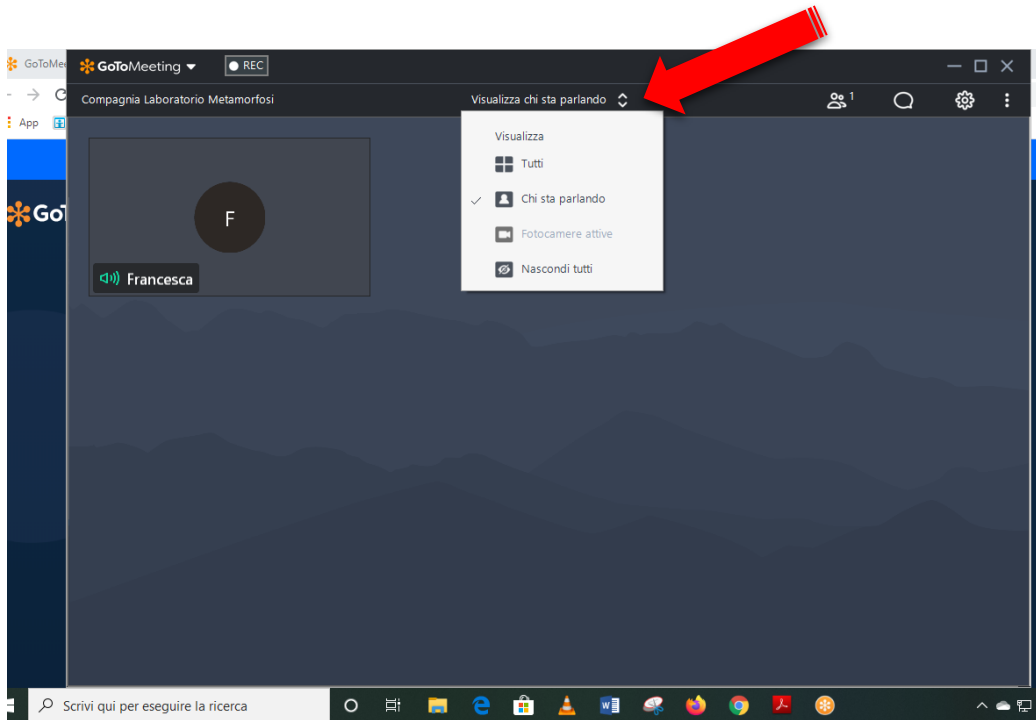 GoToMee
GoToMeeting
REC
App
Compagnia Laboratorio Metamorfosi
Visualizza chi sta parlando
1
Visualizza
Tutti
Chi sta parlando
Fotocamere attive
Nascondi tutti
GoT
F
Francesca
Scrivi qui per eseguire la ricerca